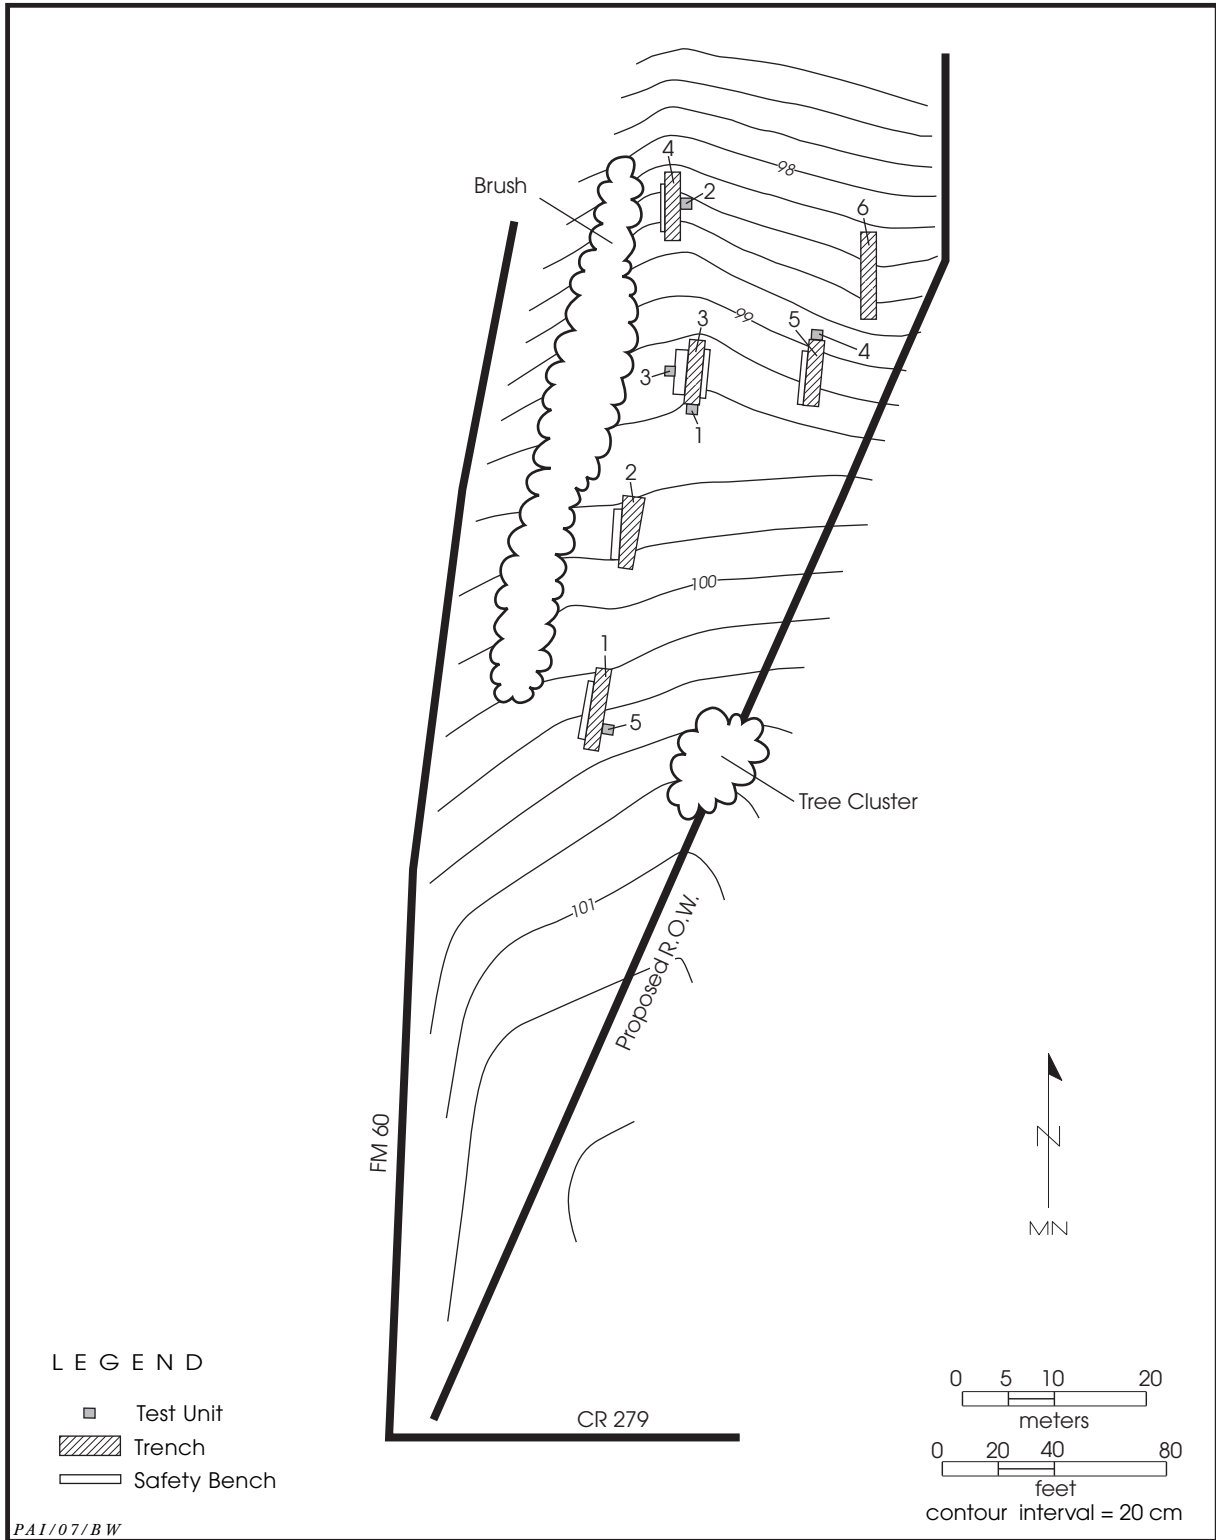 4
98
Brush
2
6
99
3
5
4
3
1
2
100
1
5
Tree Cluster
101
Proposed R.O.W.
FM 60
N
MN
LEGEND
Test Unit
Trench
Safety Bench
CR 279
0 5 10 20
meters
0 20 40 80
feet
contour interval = 20 cm
PAI/07/BW